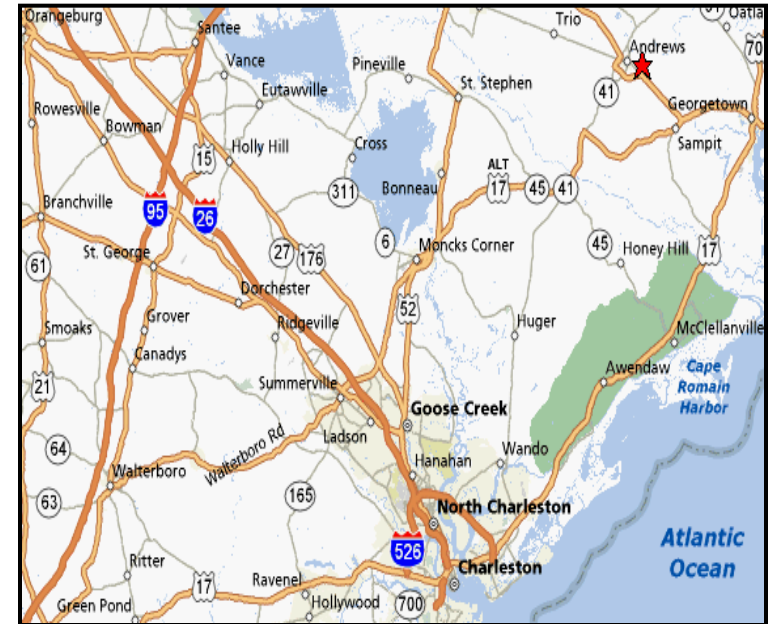 Orangeburg
Santee
Trio
51
Oatla
Andrews
70
Vance
Pineville
St. Stephen
Eutawville
41
Rowesville
Georgetown
Bowman
Holly Hill
Cross
Sampit
15
ALT
311
Bonneau
17
45
41
Branchville
95
26
6
Moncks Corner
45
Honey Hill
17
St. George
27
176
61
Dorchester
52
Grover
Ridgeville
Huger
Smoaks
McClellanville
Canadys
Awendaw
Cape
Romain
Harbor
21
Summerville
Goose Creek
Ladson
Walterboro Rd
64
Hanahan
Wando
Walterboro
165
63
North Charleston
526
Atlantic
Ocean
Ritter
Charleston
17
Ravenel
Green Pond
Hollywood
700